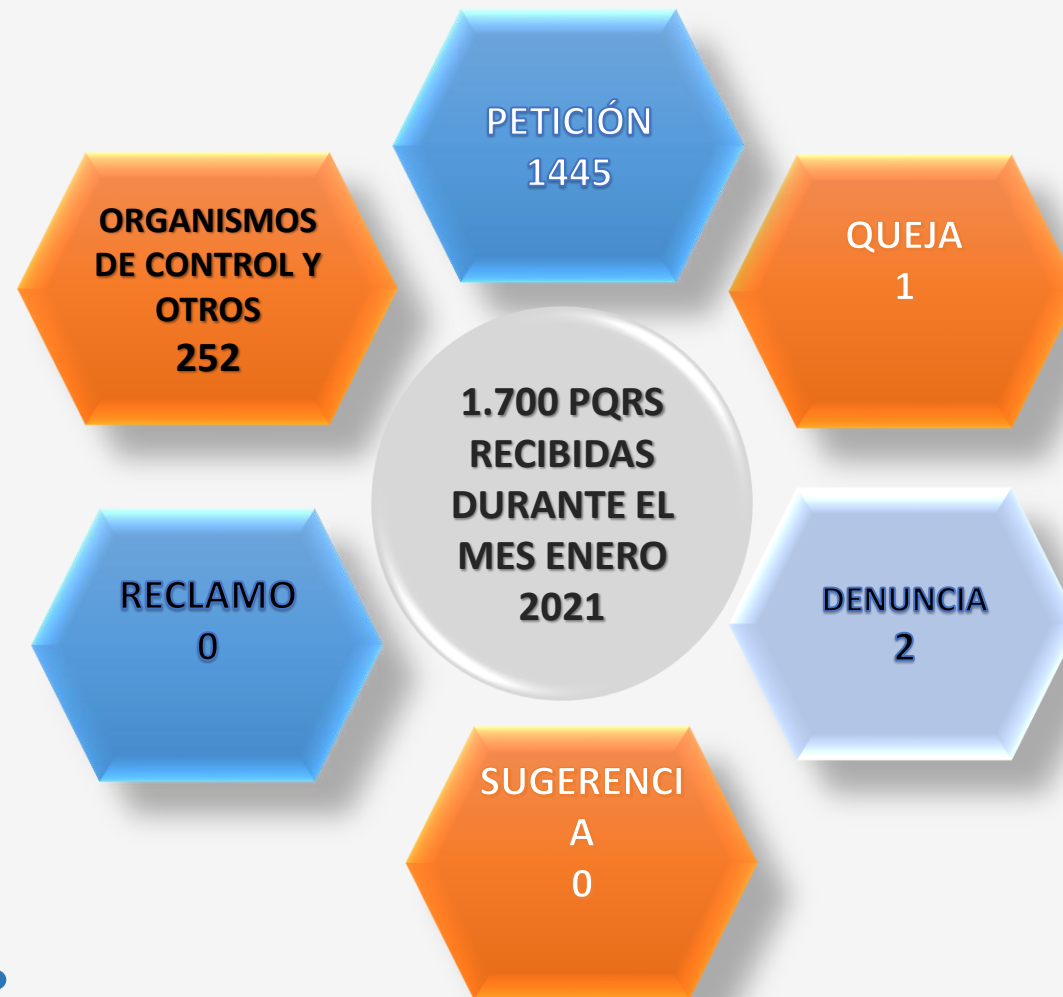 PETICIÓN
1445
ORGANISMOS
DE CONTROL Y
OTROS
252
QUEJA
1
1.700 PQRS
RECIBIDAS
DURANTE EL
MES ENERO
2021
RECLAMO
0
DENUNCIA
2
SUGERENCI
A
0